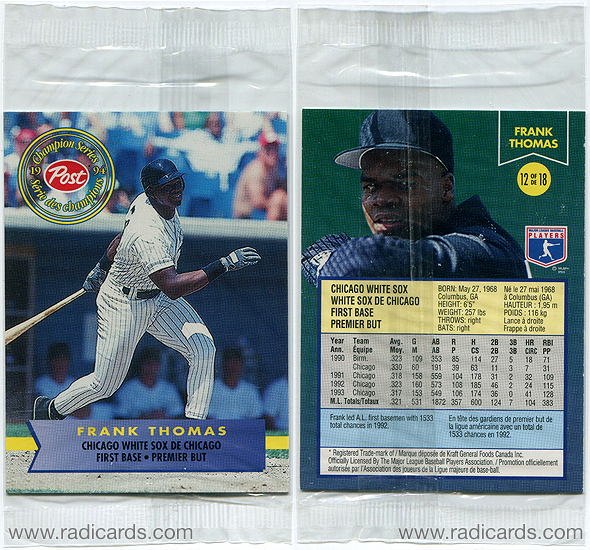 Champion Series
19 Post 94
Série des champions
FRANK THOMAS
CHICAGO WHITE SOX DE CHICAGO
FIRST BASE • PREMIER BUT
www.radicards.com
FRANK
THOMAS
12 OF DE 18
MAJOR LEAGUE BASEBALL
PLAYERS
CHICAGO WHITE SOX
WHITE SOX DE CHICAGO
FIRST BASE
PREMIER BUT
BORN: May 27, 1968
Columbus, GA
HEIGHT: 6'5"
WEIGHT: 257 lbs
THROWS: right
BATS: right
Né le 27 mai 1968
à Columbus (GA)
HAUTEUR : 1,95 m
POIDS : 116 kg
Lance à droite
Frappe à droite
Year Team Avg. G AB R H 2B 3B HR RBI
Ann. Équipe Moy. M AB P CS 2B 3B CIRC PP
1990 Birm. .323 109 353 85 114 27 5 18 71
Chicago .330 60 191 39 63 11 3 7 31
1991 Chicago .318 158 559 104 178 31 2 32 109
1992 Chicago .323 160 573 108 185 46 2 24 115
1993 Chicago .317 153 549 106 174 36 0 41 128
M.L. Totals/Totaux .321 531 1872 357 600 124 7 104 383
Frank led A.L. first basemen with 1533
total chances in 1992.
En tête des gardiens de premier but de
la ligue américaine avec un total de
1533 chances en 1992.
* Registered Trade-mark of / Marque déposée de Kraft General Foods Canada Inc.
Officially Licensed By The Major League Baseball Players Association. / Promotion officiellement
autorisée par l'Association des joueurs de la Ligue majeure de base-ball.
www.radicards.com